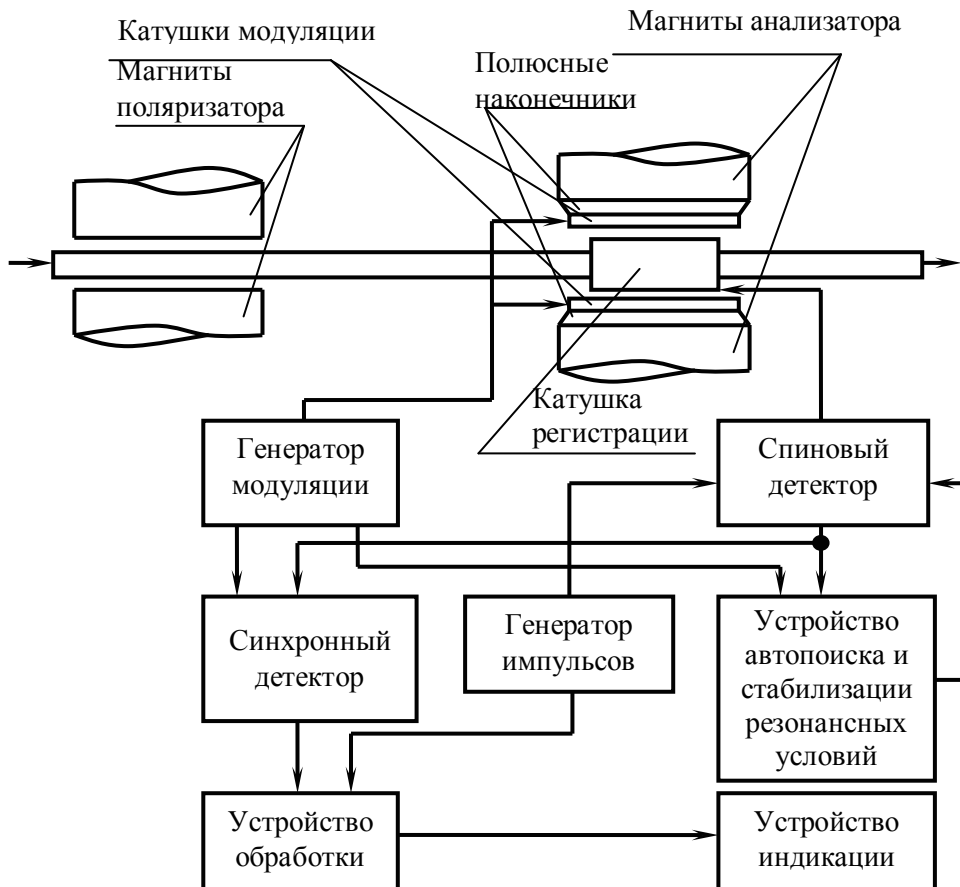 Катушки модуляции
Магниты анализатора
Магниты
поляризатора
Полюсные
наконечники
Катушка
регистрации
Генератор
модуляции
Спиновый
детектор
Синхронный
детектор
Генератор
импульсов
Устройство
автопоиска и
стабилизации
резонансных
условий
Устройство
обработки
Устройство
индикации